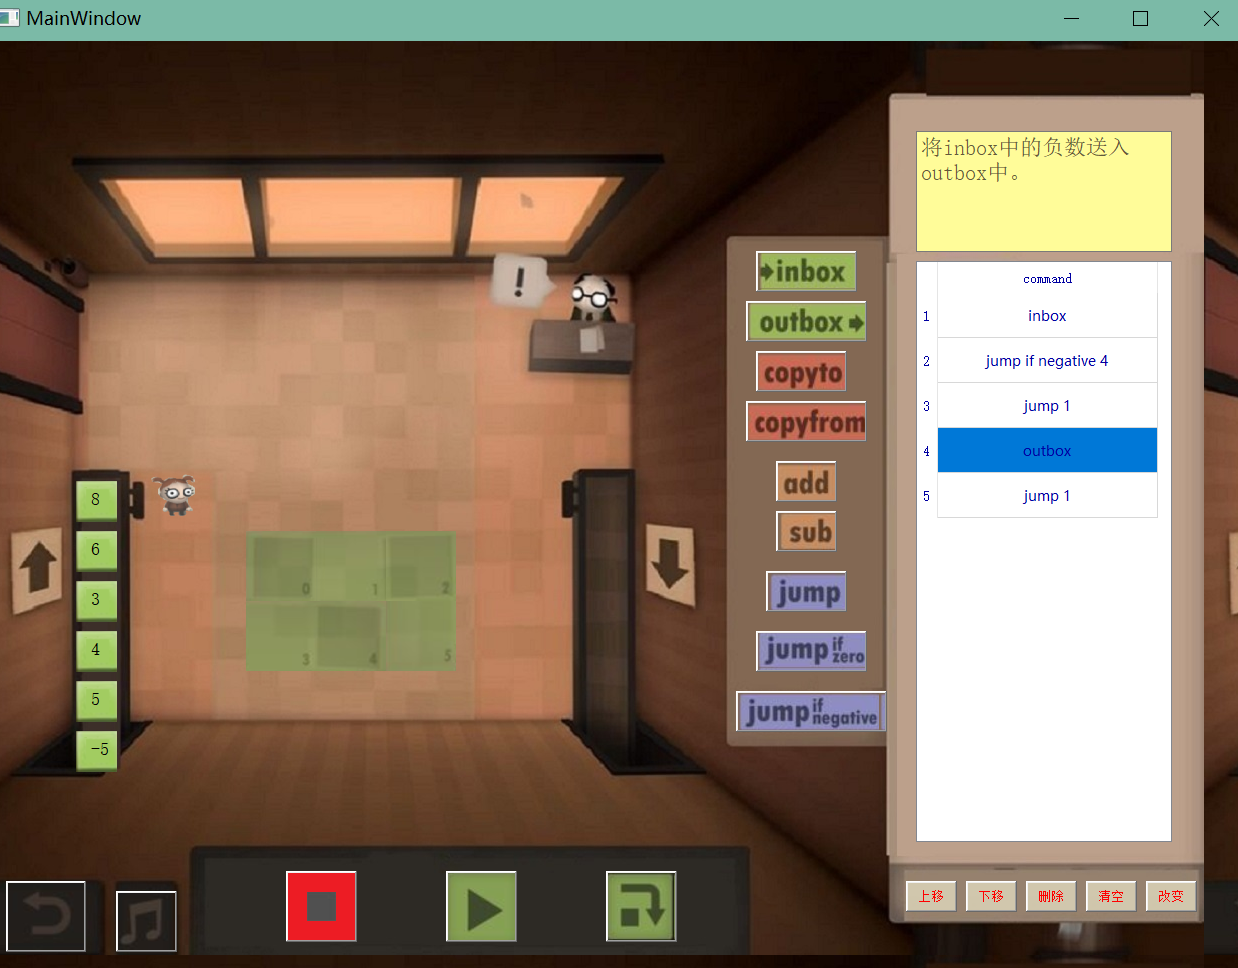 MainWindow
将inbox中的负数送入
outbox中。
!
inbox
outbox
copyto
copyfrom
add
sub
jump
jump if zero
jump if negative
command
1 inbox
2 jump if negative 4
3 jump 1
4 outbox
5 jump 1
8
6
3
4
5
-5
0 1 2
3 4 5
上移 下移 删除 清空 改变